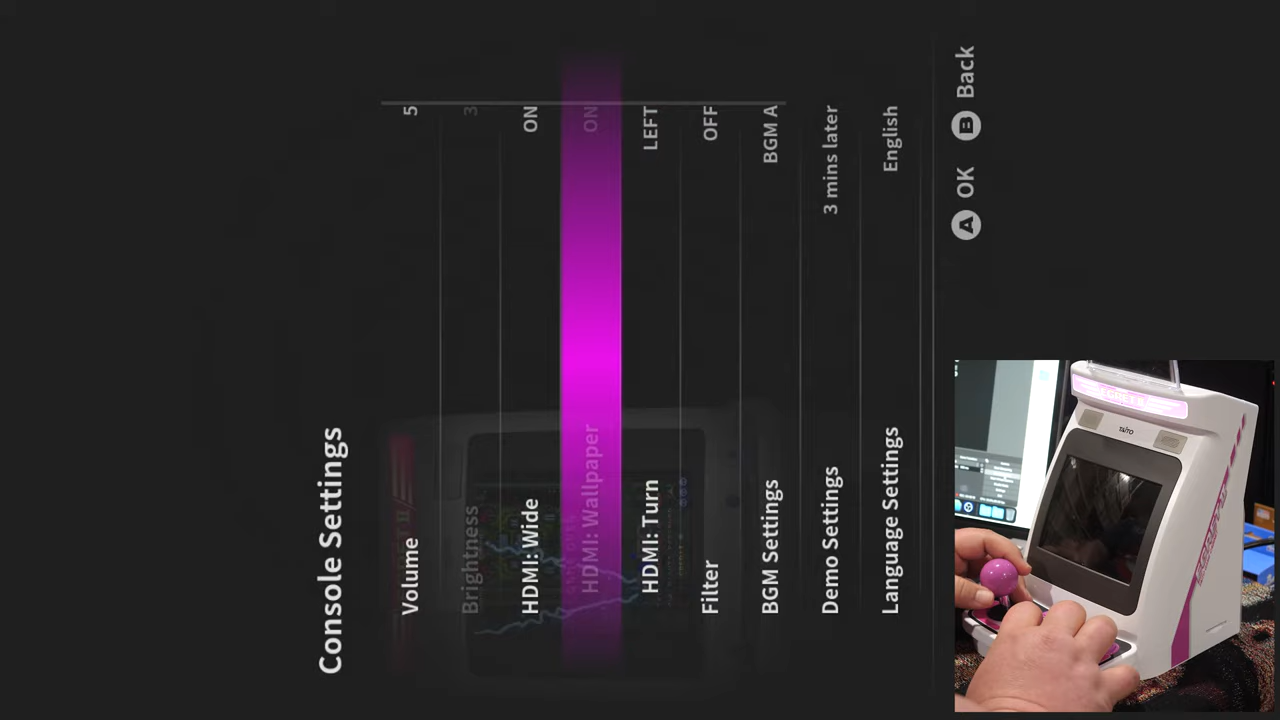 Console Settings
Volume 5
Brightness 3
HDMI: Wide ON
HDMI: Wallpaper ON
HDMI: Turn LEFT
Filter OFF
BGM Settings BGM A
Demo Settings 3 mins later
Language Settings English
A OK B Back
TAITO